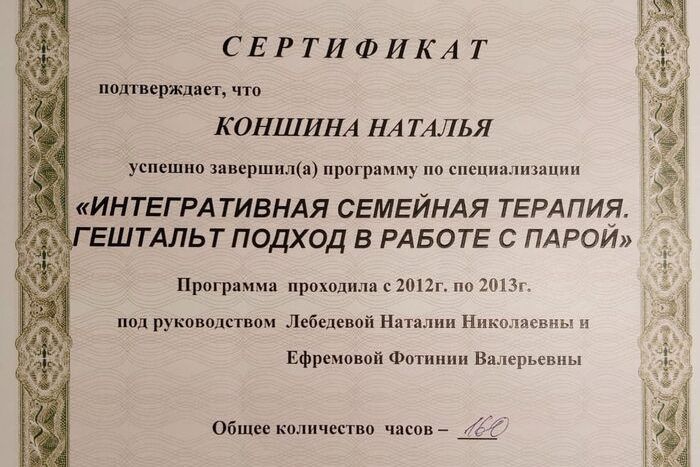 СЕРТИФИКАТ
подтверждает, что
КОНШИНА НАТАЛЬЯ
успешно завершил(а) программу по специализации
«ИНТЕГРАТИВНАЯ СЕМЕЙНАЯ ТЕРАПИЯ.
ГЕШТАЛЬТ ПОДХОД В РАБОТЕ С ПАРОЙ»
Программа проходила с 2012г. по 2013г.
под руководством Лебедевой Наталии Николаевны и
Ефремовой Фотинии Валерьевны
Общее количество часов – 160